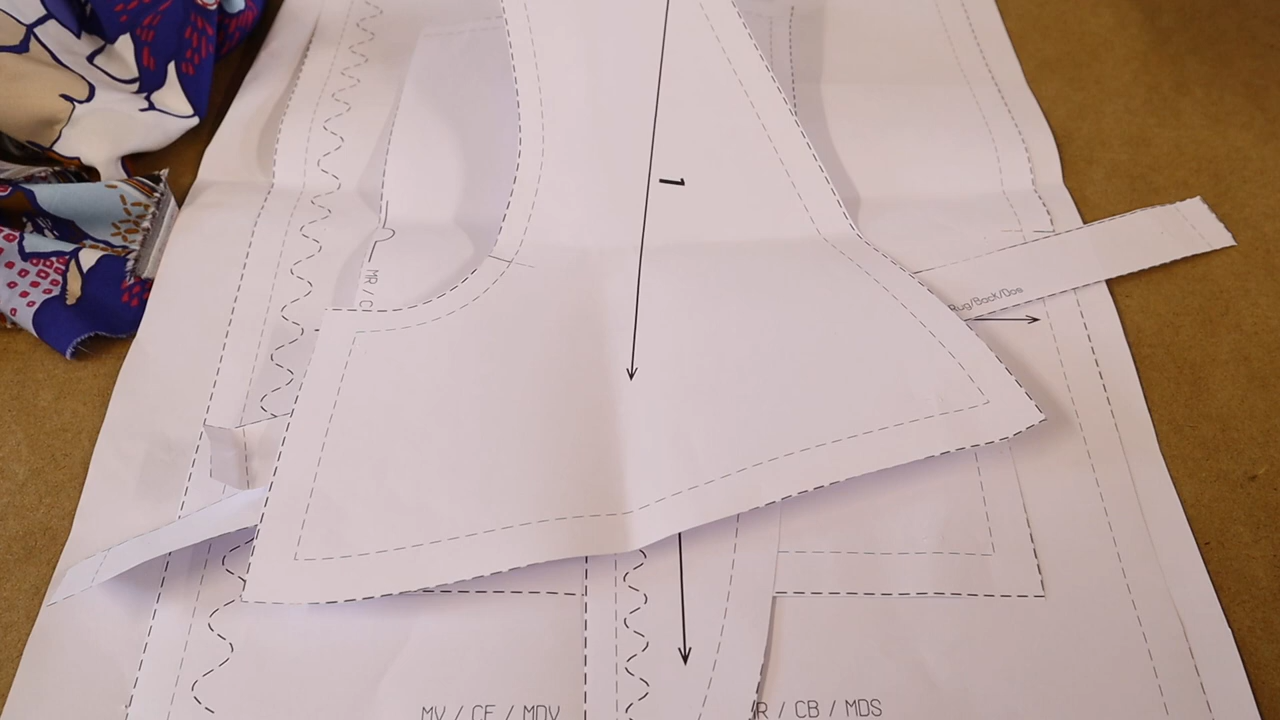 1
MR / C
Rug/Back/Dos
MV / CF / MDV
R / CB / MDS